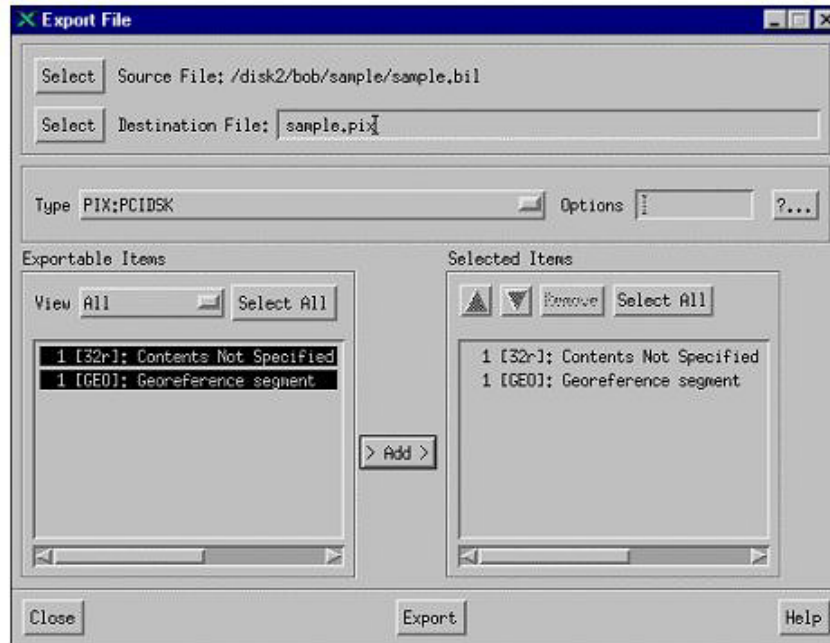 Export File
Select Source File: /disk2/bob/sample/sample.bil
Select Destination File: sample.pix
Type PIX:PCIDSK Options ?...
Exportable Items
View All Select All
1 [32r]: Contents Not Specified
1 [GEO]: Georeference segment
> Add >
Selected Items
Remove Select All
1 [32r]: Contents Not Specified
1 [GEO]: Georeference segment
Close Export Help